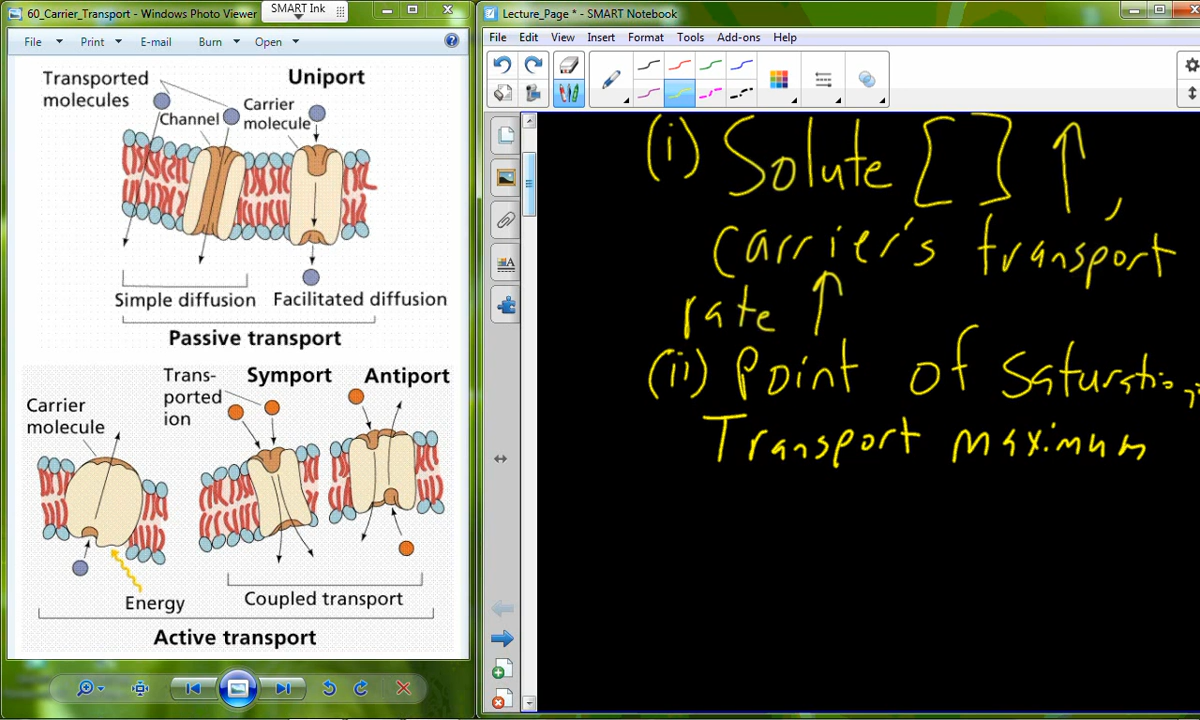 60_Carrier_Transport - Windows Photo Viewer
SMART Ink
File Print E-mail Burn Open
Transported
molecules
Uniport
Channel
Carrier
molecule
Simple diffusion
Facilitated diffusion
Passive transport
Trans-
ported
ion
Symport
Antiport
Carrier
molecule
Energy
Coupled transport
Active transport
Lecture_Page * - SMART Notebook
File Edit View Insert Format Tools Add-ons Help
(i) Solute [ ] ↑,
carrier's transport
rate ↑
(ii) Point of Saturation,
Transport maximum